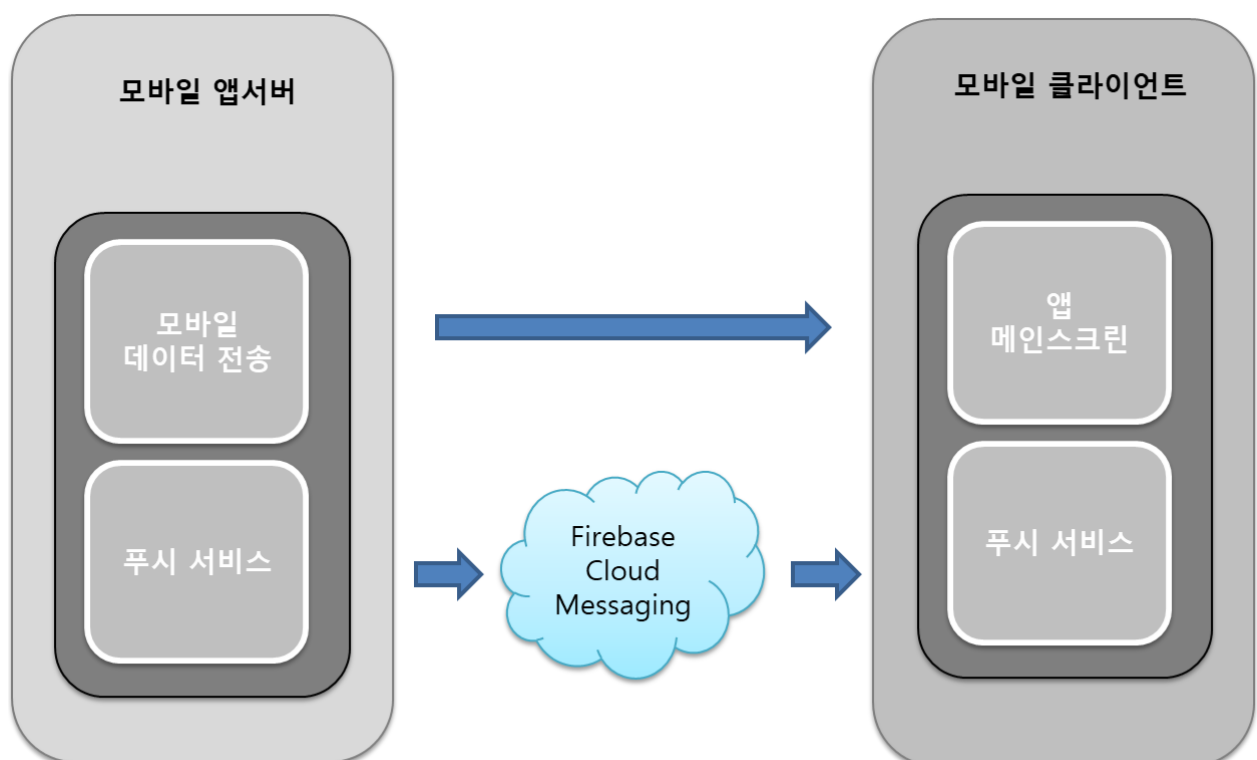 모바일 앱서버
모바일
데이터 전송
푸시 서비스
Firebase
Cloud
Messaging
모바일 클라이언트
앱
메인스크린
푸시 서비스